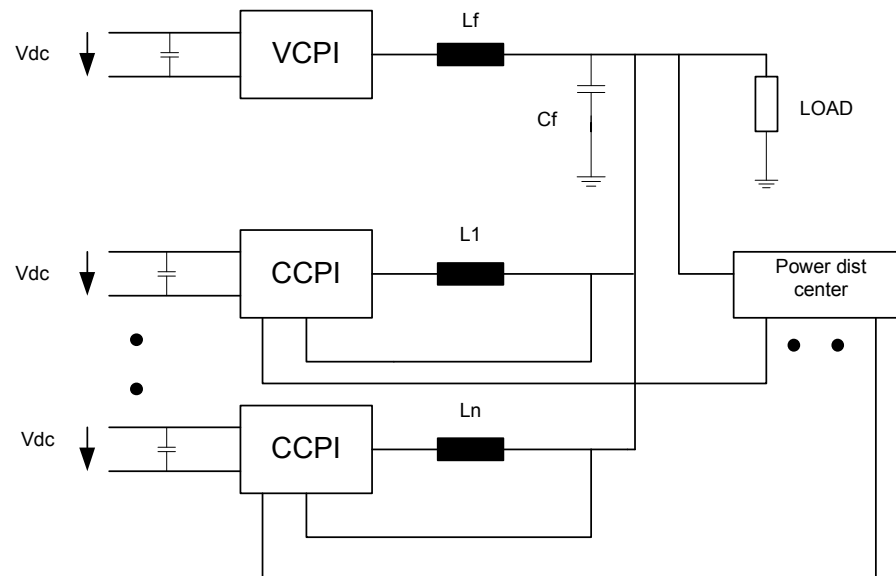 Vdc
VCPI
Lf
Cf
LOAD
Vdc
CCPI
L1
Power dist
center
Vdc
CCPI
Ln